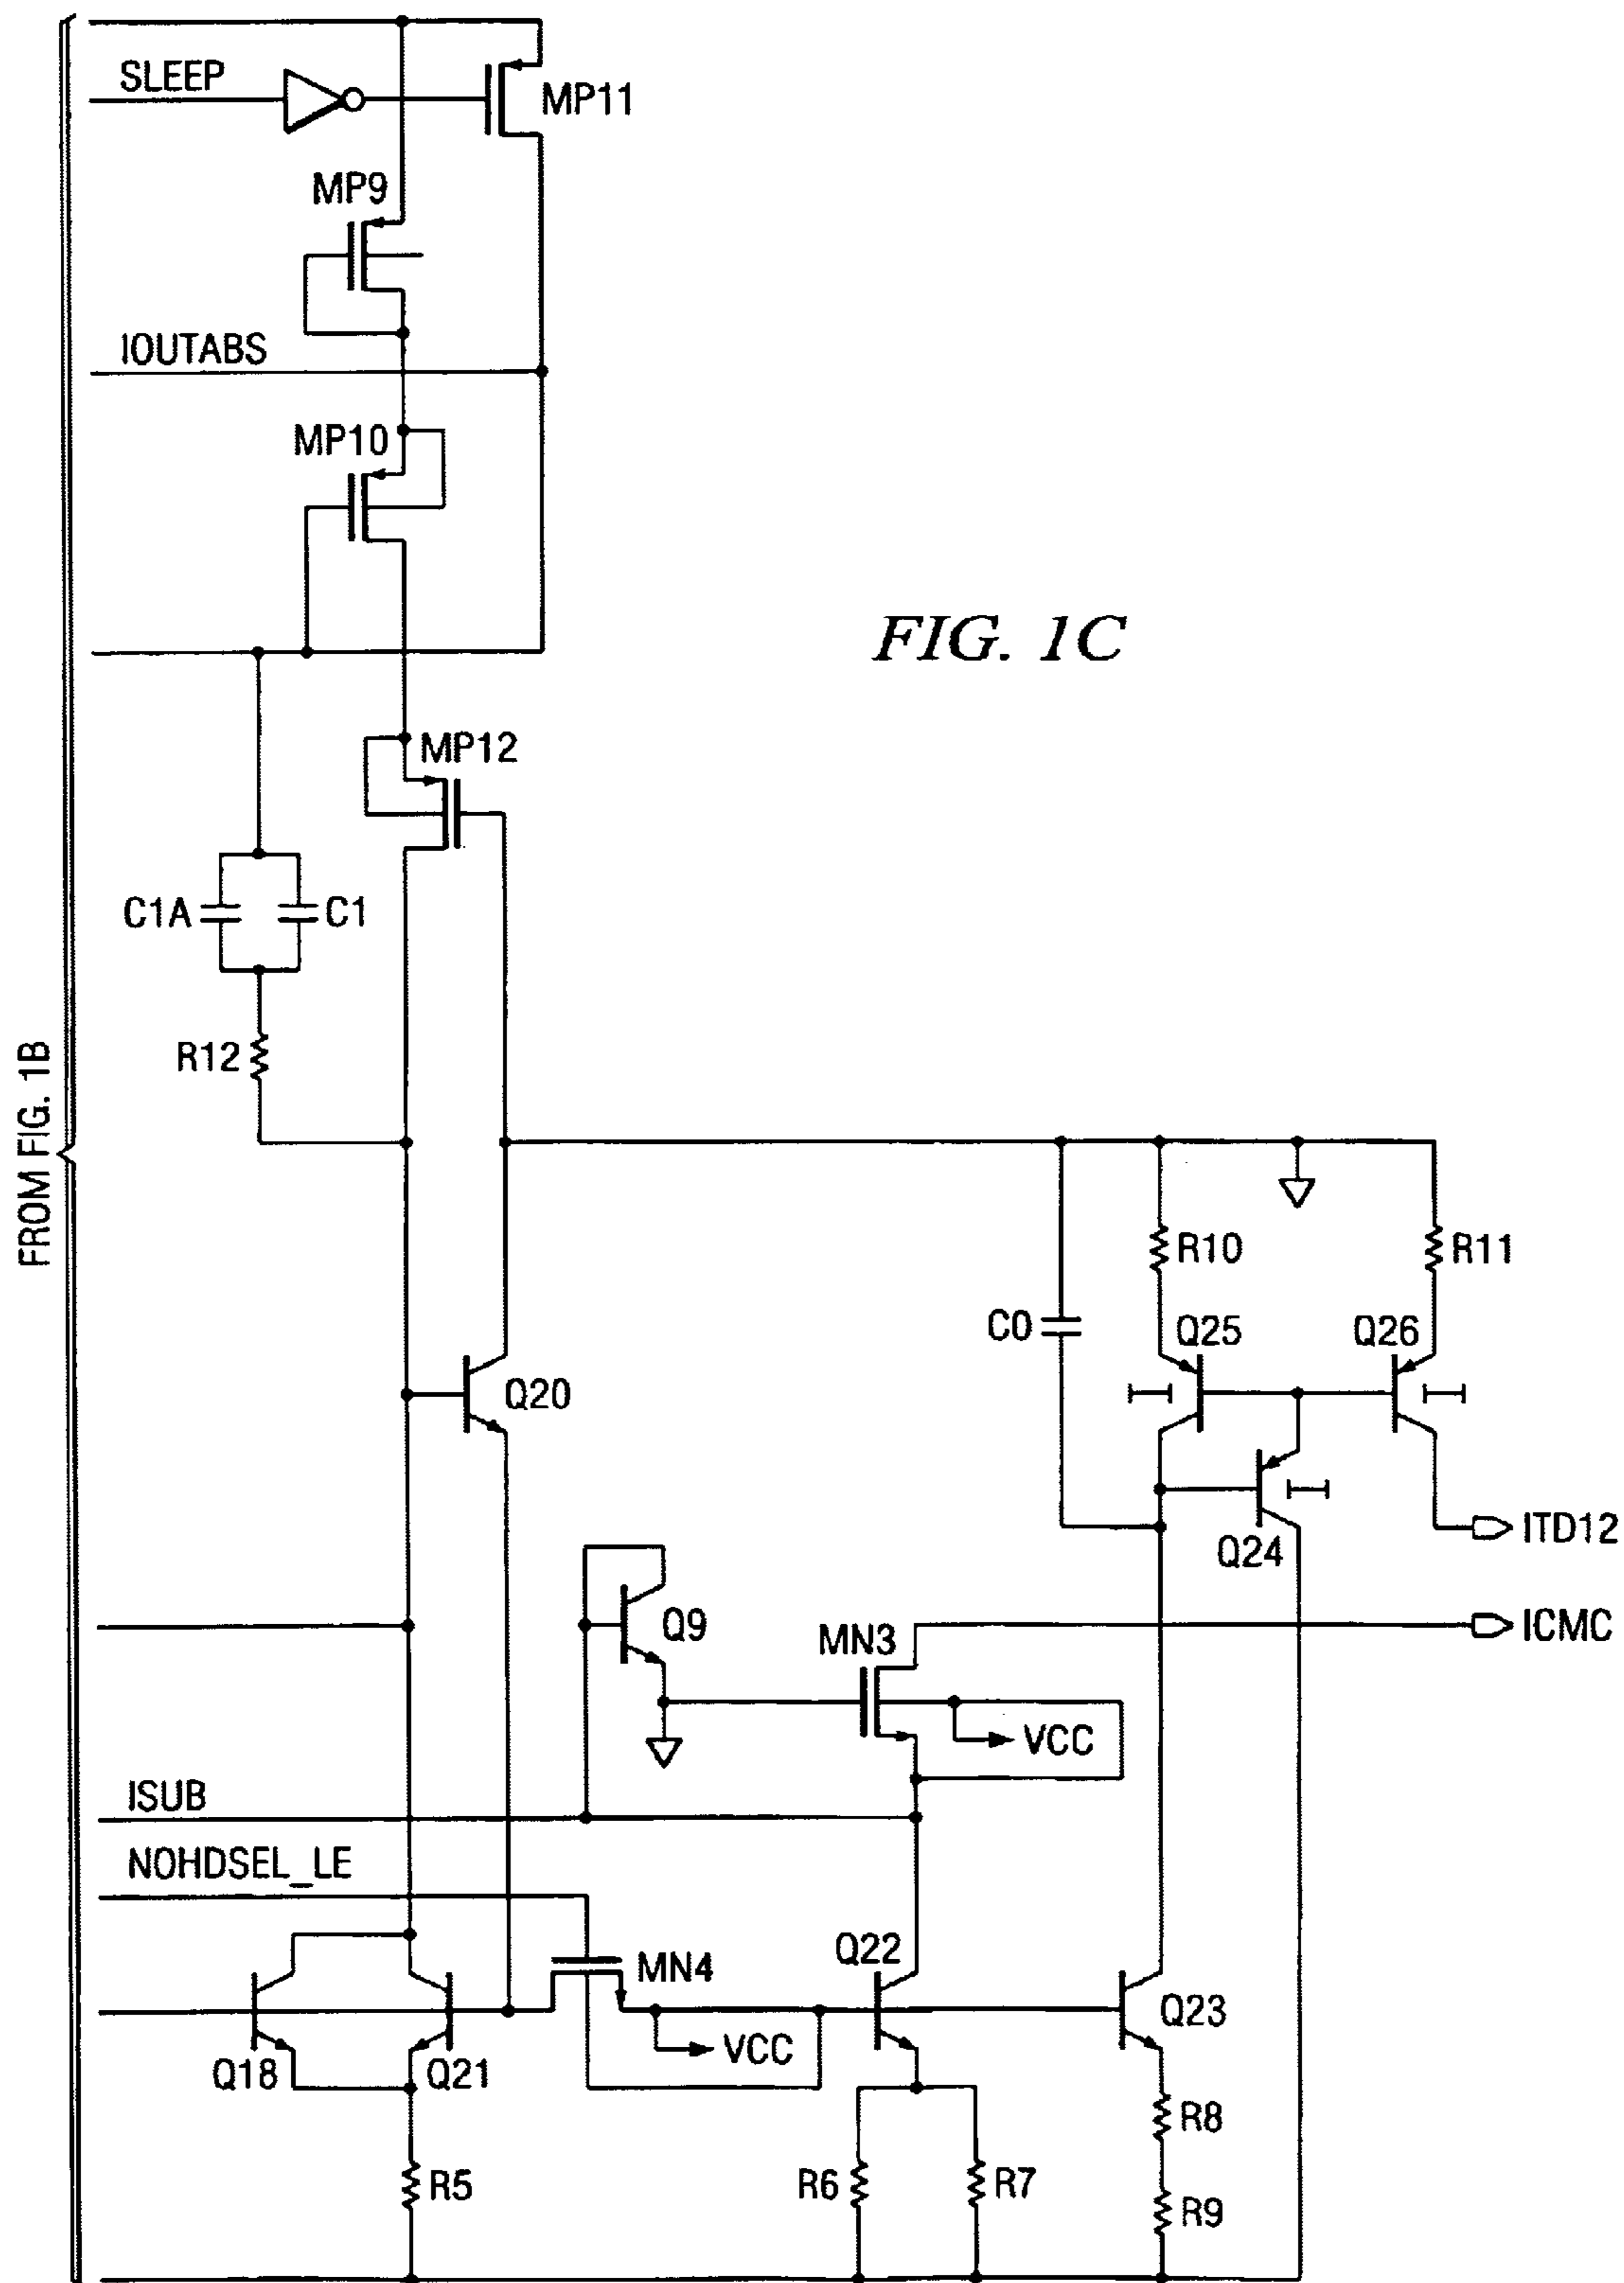 SLEEP
MP11
MP9
IOUTABS
MP10
FIG. 1C
MP12
C1A
C1
R12
FROM FIG. 1B
R10
R11
C0
Q25
Q26
Q20
Q24
ITD12
Q9
MN3
ICMC
VCC
ISUB
NOHDSEL_LE
MN4
Q22
Q23
VCC
Q18
Q21
R8
R5
R6
R7
R9